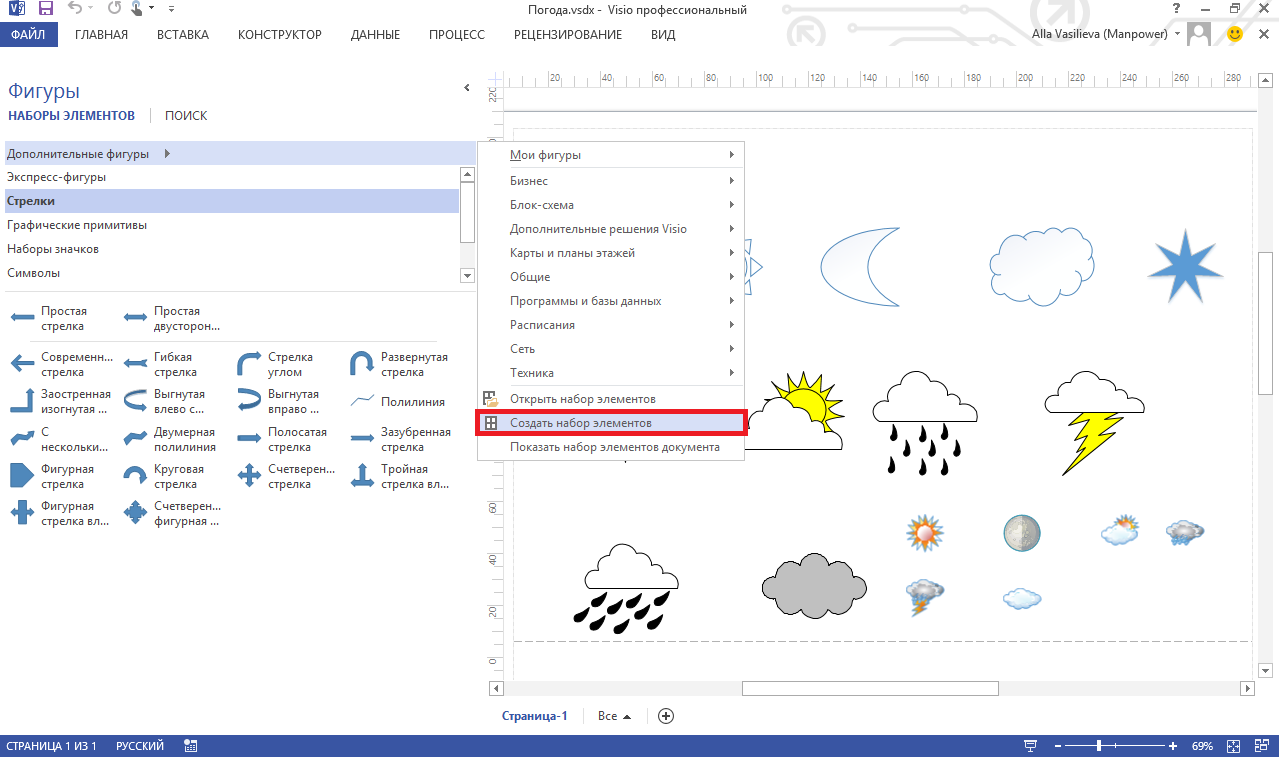 Погода.vsdx - Visio профессиональный
ФАЙЛ ГЛАВНАЯ ВСТАВКА КОНСТРУКТОР ДАННЫЕ ПРОЦЕСС РЕЦЕНЗИРОВАНИЕ ВИД Alla Vasilieva (Manpower)
Фигуры
НАБОРЫ ЭЛЕМЕНТОВ ПОИСК
Дополнительные фигуры
Экспресс-фигуры
Стрелки
Графические примитивы
Наборы значков
Символы
Простая стрелка
Простая двусторон...
Современн... стрелка
Гибкая стрелка
Стрелка углом
Развернутая стрелка
Заостренная изогнутая ...
Выгнутая влево с...
Выгнутая вправо ...
Полилиния
С нескольки...
Двумерная полилиния
Полосатая стрелка
Зазубренная стрелка
Фигурная стрелка
Круговая стрелка
Счетверен... стрелка
Тройная стрелка вл...
Фигурная стрелка вл...
Счетверен... фигурная ...
Мои фигуры
Бизнес
Блок-схема
Дополнительные решения Visio
Карты и планы этажей
Общие
Программы и базы данных
Расписания
Сеть
Техника
Открыть набор элементов
Создать набор элементов
Показать набор элементов документа
20 40 60 80 100 120 140 160 180 200 220 240 260 280
220
60
40
20
0
Страница-1 Все
СТРАНИЦА 1 ИЗ 1 РУССКИЙ 69%